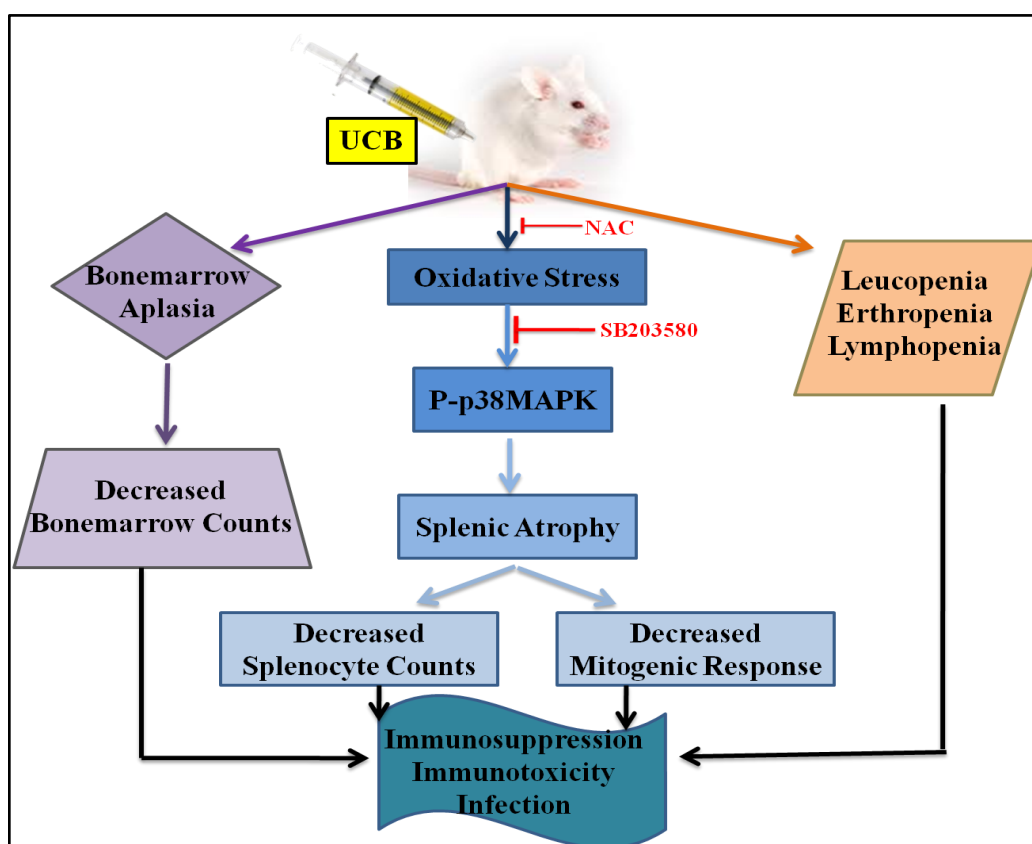 UCB
NAC
Bonemarrow
Aplasia
Oxidative Stress
Leucopenia
Erthropenia
Lymphopenia
SB203580
P-p38MAPK
Decreased
Bonemarrow Counts
Splenic Atrophy
Decreased
Splenocyte Counts
Decreased
Mitogenic Response
Immunosuppression
Immunotoxicity
Infection